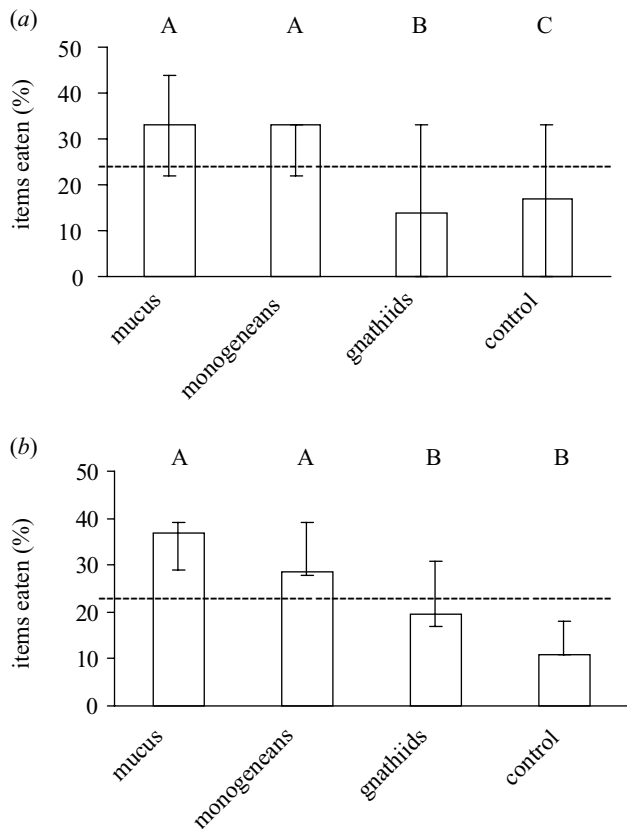 (a)
A A B C
50
40
30
20
10
0
items eaten (%)
mucus
monogeneans
gnathiids
control
(b)
A A B B
50
40
30
20
10
0
items eaten (%)
mucus
monogeneans
gnathiids
control